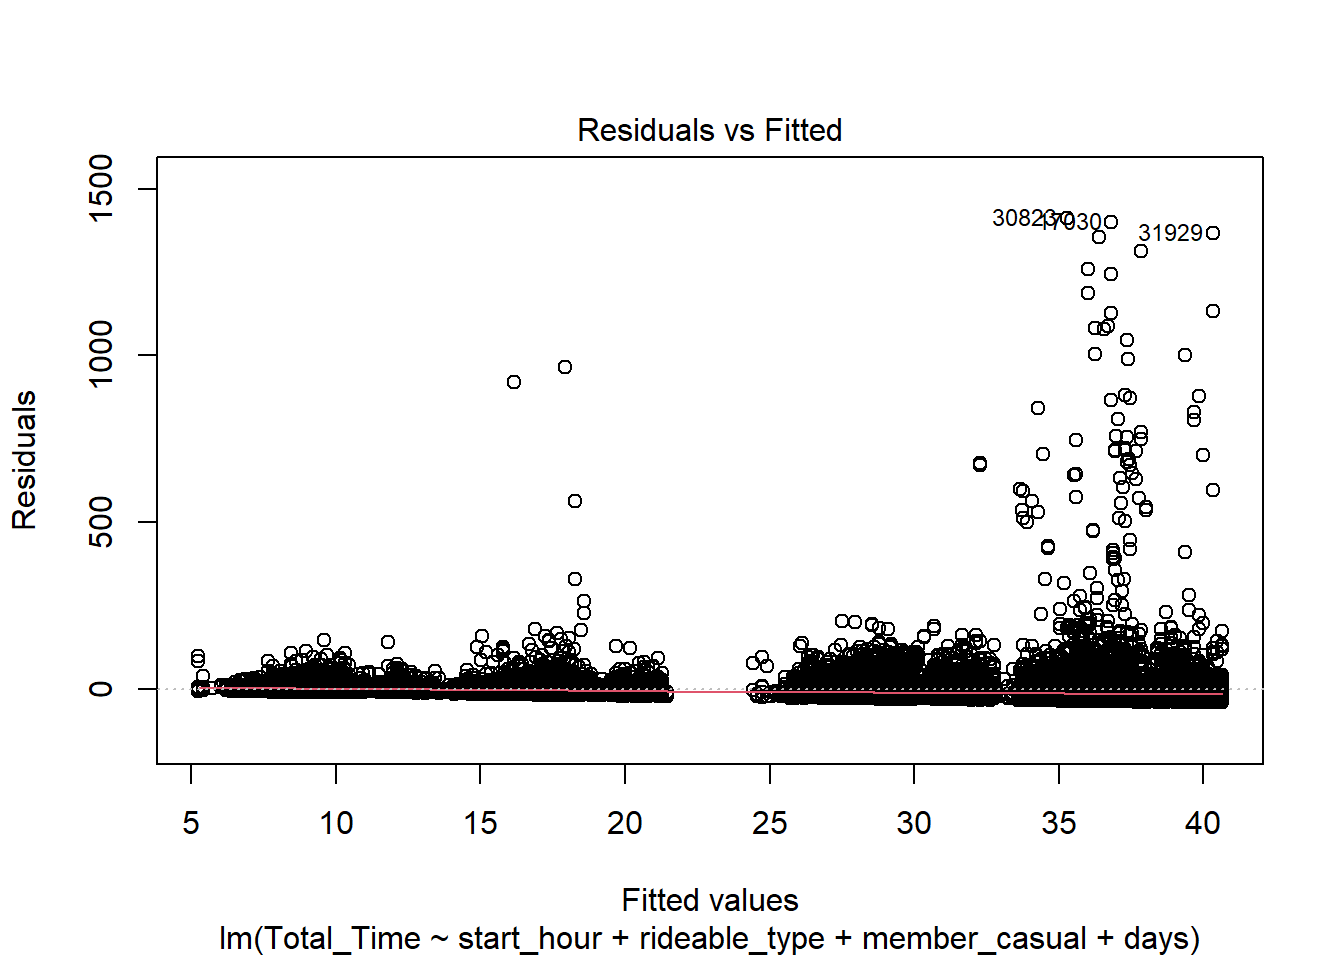 Residuals vs Fitted
1500
1000
500
0
Residuals
30823
17030
31929
5 10 15 20 25 30 35 40
Fitted values
lm(Total_Time ~ start_hour + rideable_type + member_casual + days)